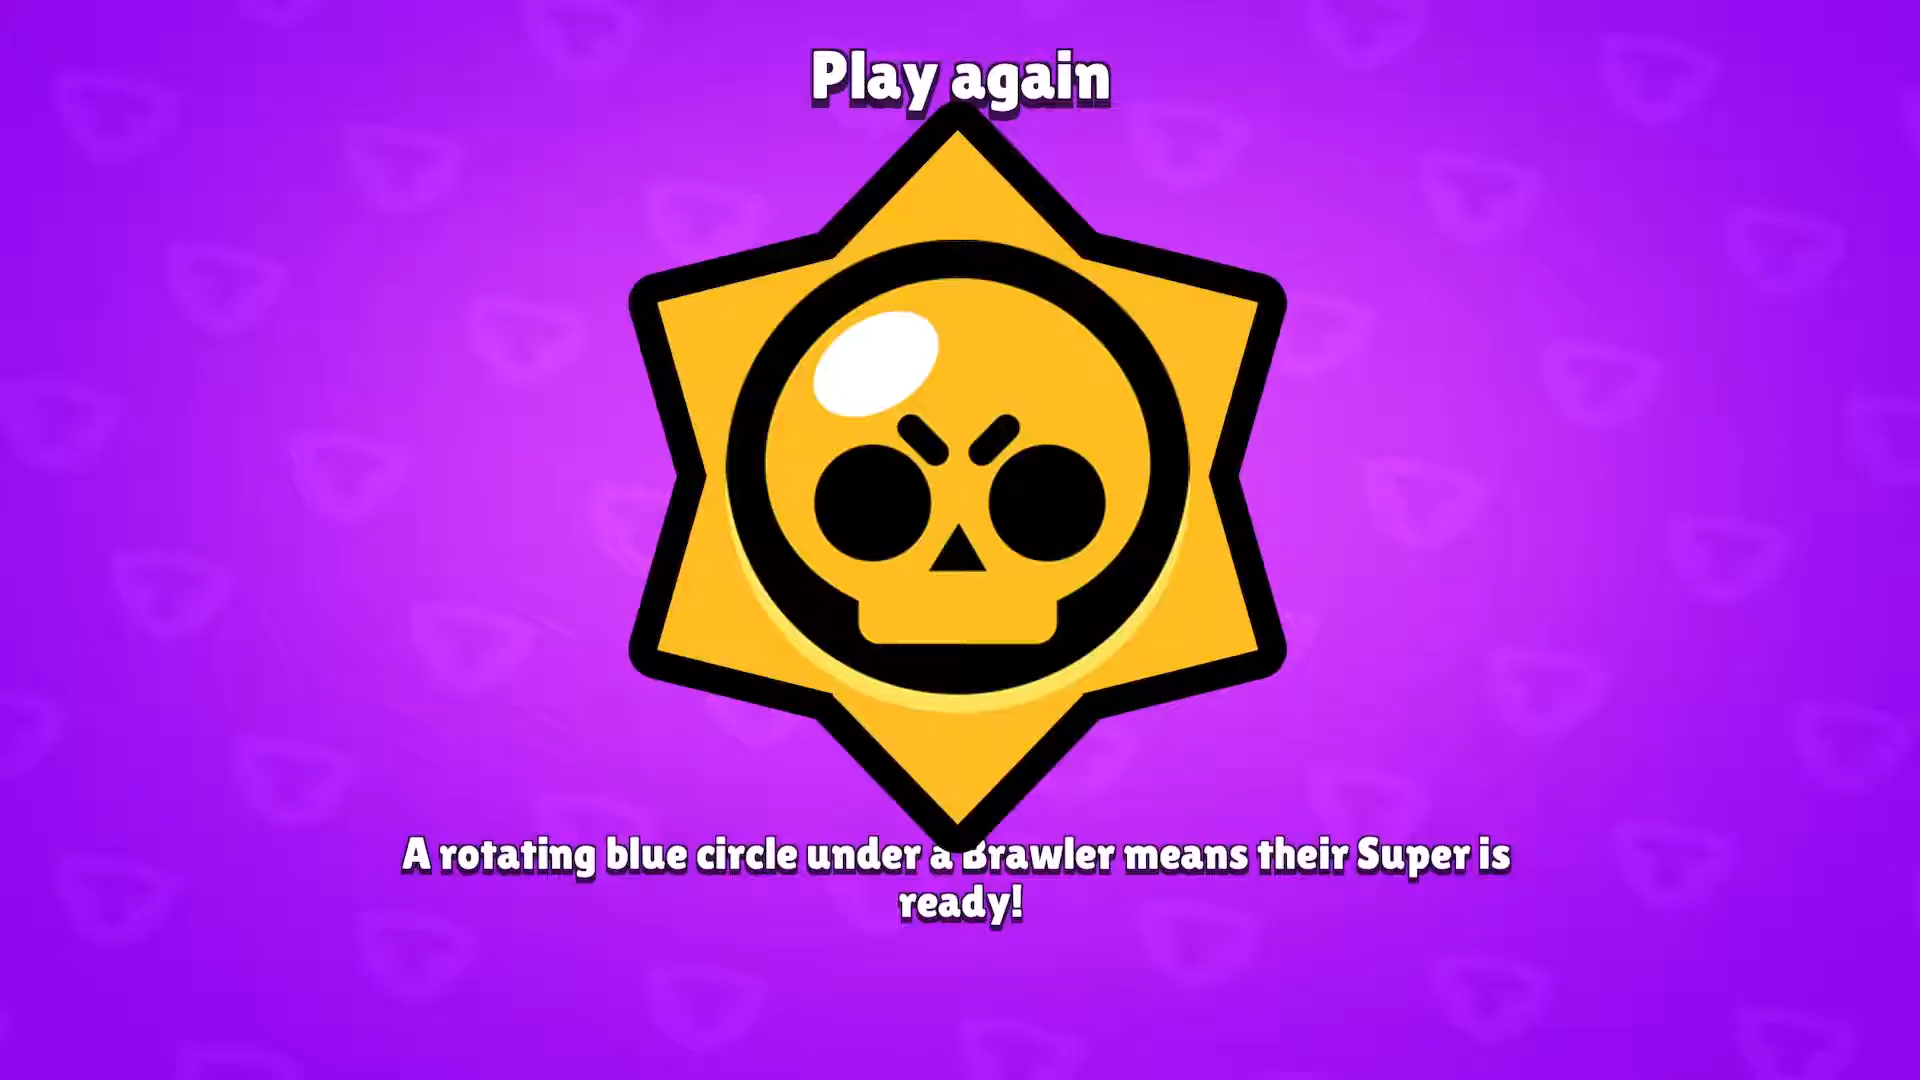 Play again
A rotating blue circle under a Brawler means their Super is
ready!